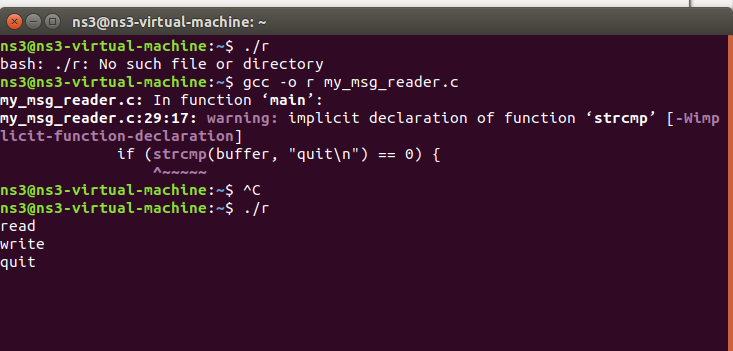 ns3@ns3-virtual-machine: ~
ns3@ns3-virtual-machine:~$ ./r
bash: ./r: No such file or directory
ns3@ns3-virtual-machine:~$ gcc -o r my_msg_reader.c
my_msg_reader.c: In function ‘main’:
my_msg_reader.c:29:17: warning: implicit declaration of function ‘strcmp’ [-Wimp
licit-function-declaration]
if (strcmp(buffer, "quit\n") == 0) {
^~~~~~
ns3@ns3-virtual-machine:~$ ^C
ns3@ns3-virtual-machine:~$ ./r
read
write
quit